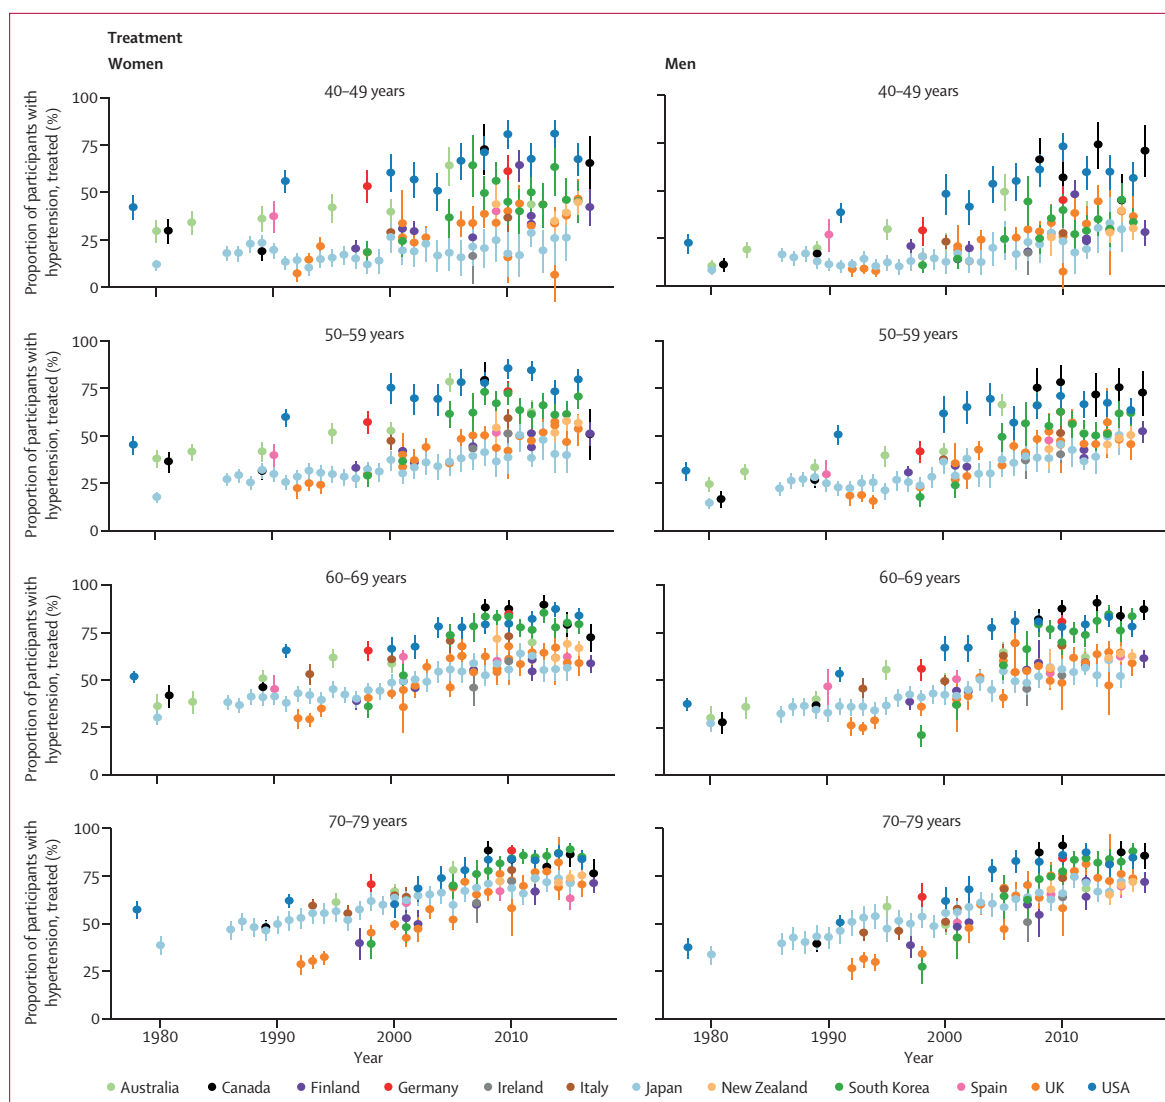 Treatment
Women
Men
40–49 years
40–49 years
Proportion of participants with
hypertension, treated (%)
100
75
50
25
0
50–59 years
50–59 years
Proportion of participants with
hypertension, treated (%)
100
75
50
25
0
60–69 years
60–69 years
Proportion of participants with
hypertension, treated (%)
100
75
50
25
0
70–79 years
70–79 years
Proportion of participants with
hypertension, treated (%)
100
75
50
25
0
1980 1990 2000 2010
1980 1990 2000 2010
Year
Year
Australia Canada Finland Germany Ireland Italy Japan New Zealand South Korea Spain UK USA